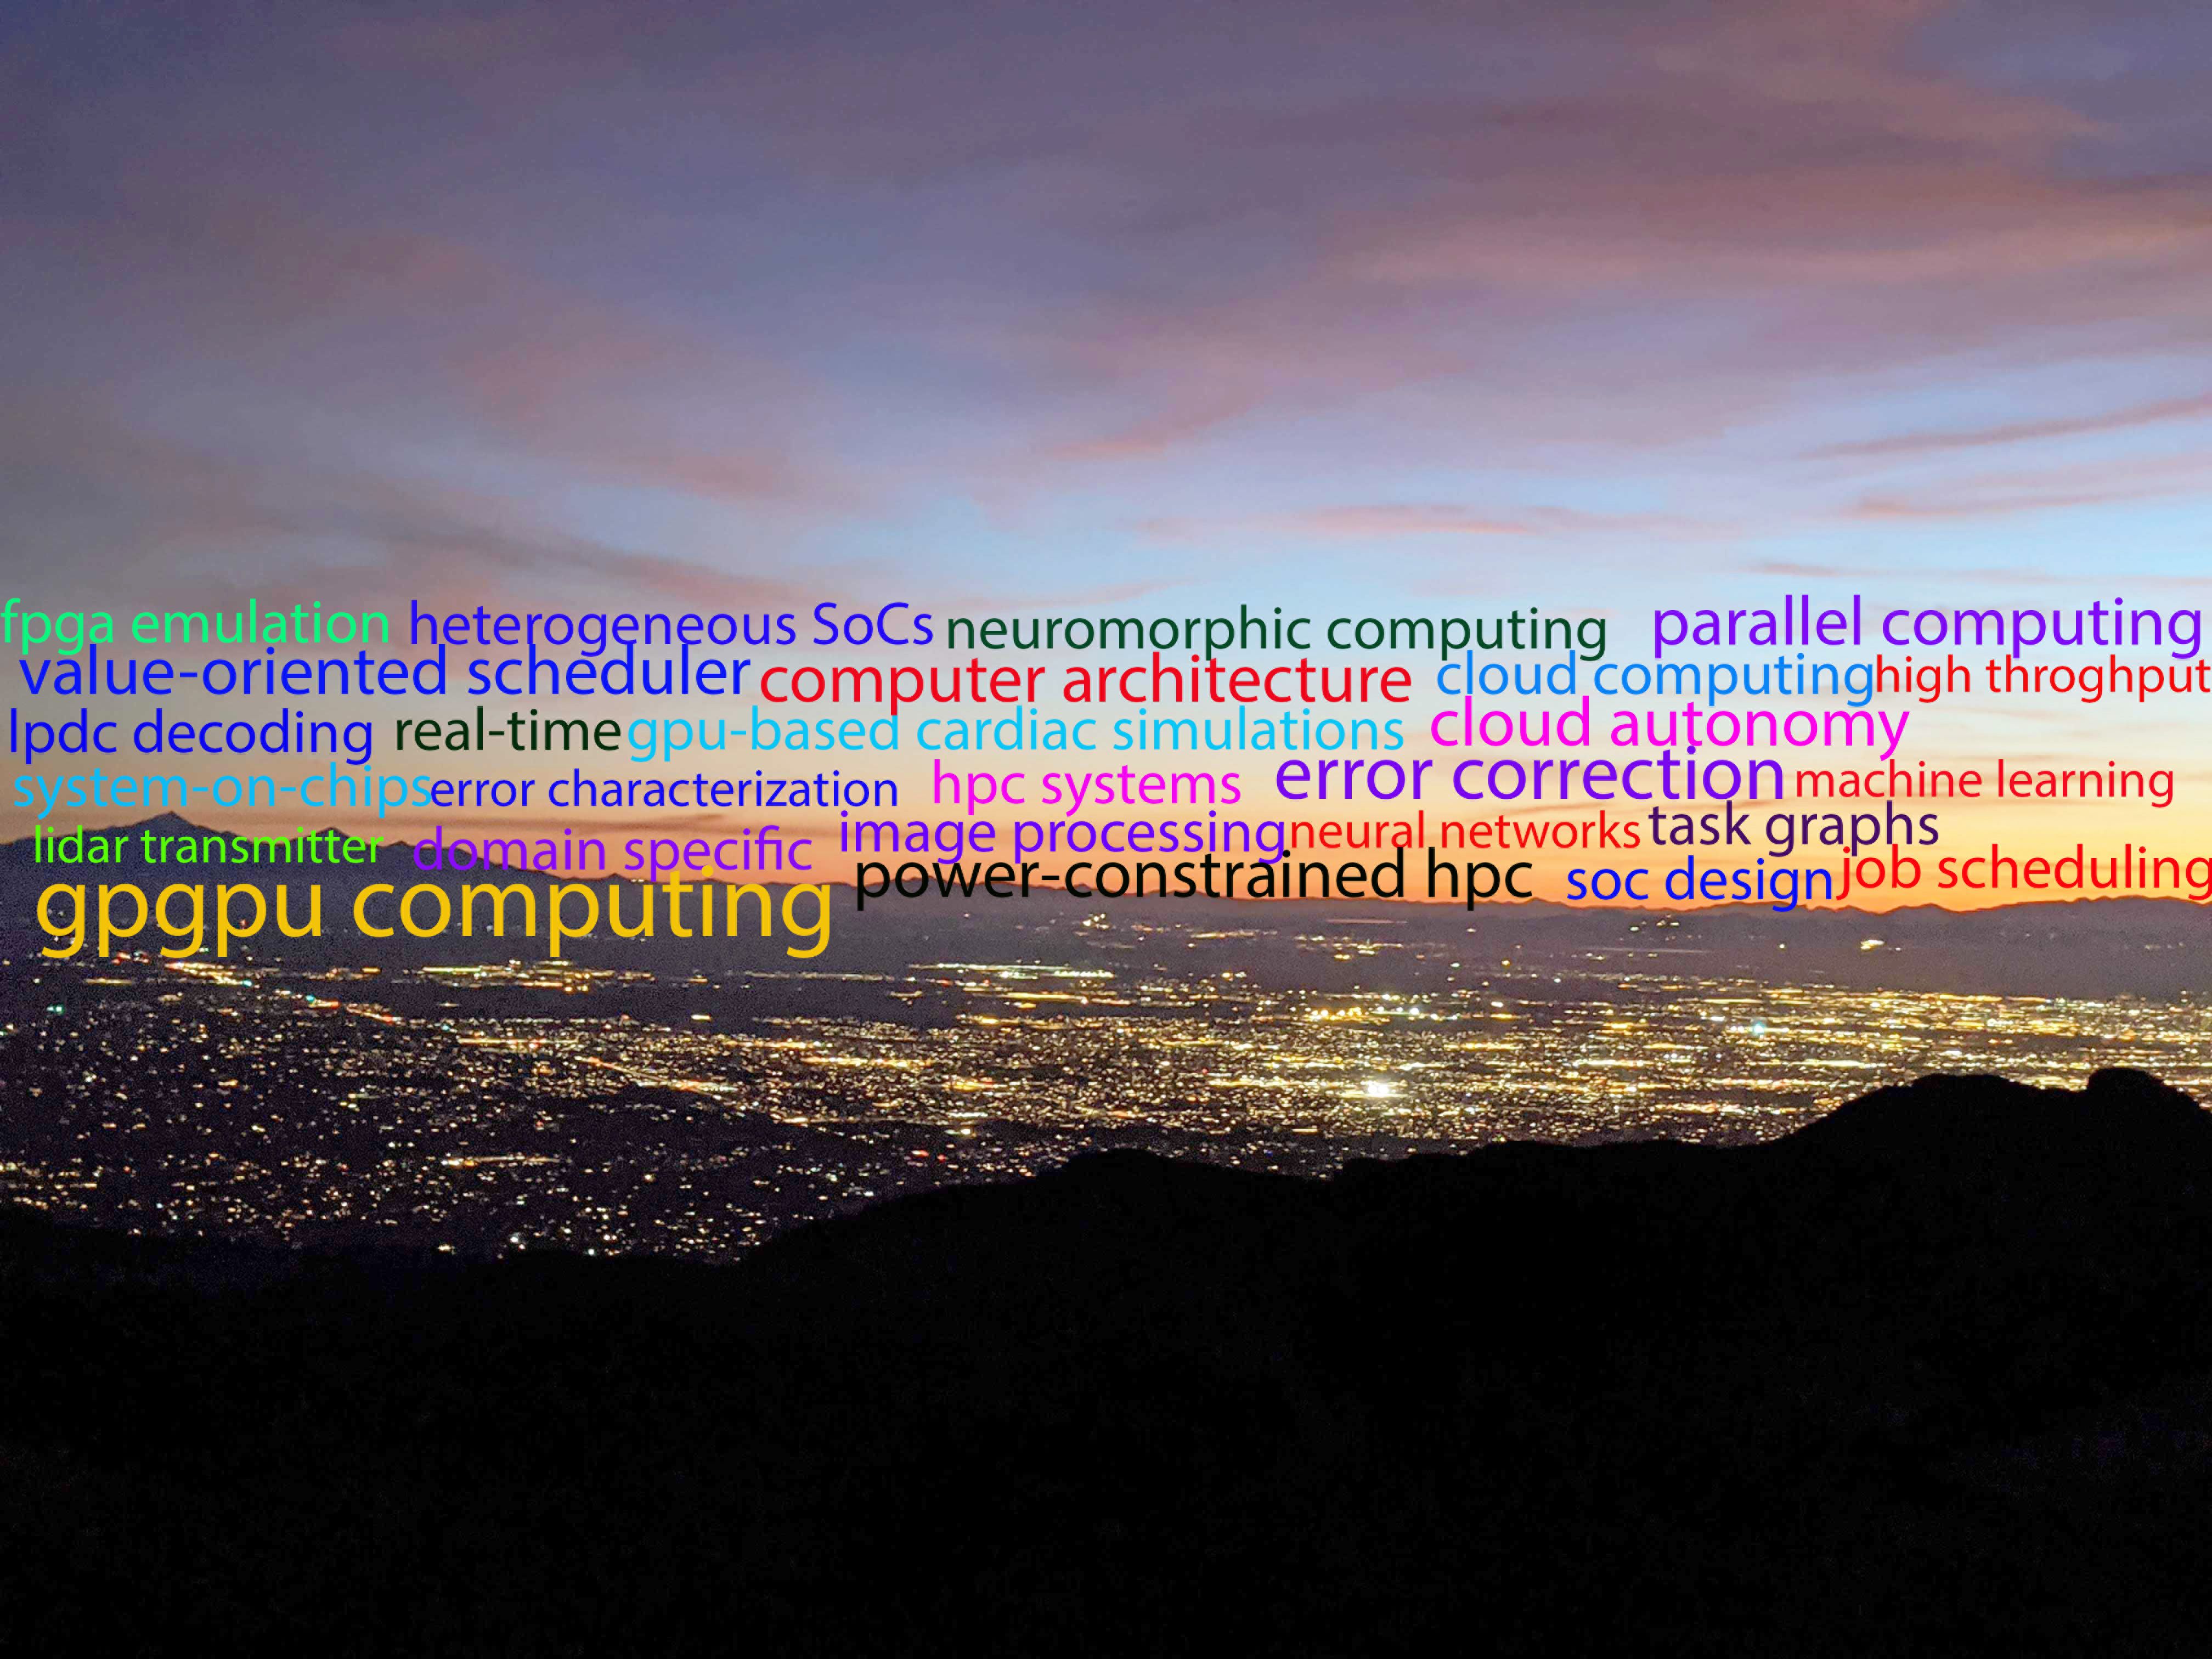 fpga emulation heterogeneous SoCs neuromorphic computing parallel computing
value-oriented scheduler computer architecture cloud computing high throghput
lpdc decoding real-time gpu-based cardiac simulations cloud autonomy
system-on-chips error characterization hpc systems error correction machine learning
lidar transmitter domain specific image processing neural networks task graphs
gpgpu computing power-constrained hpc soc design job scheduling